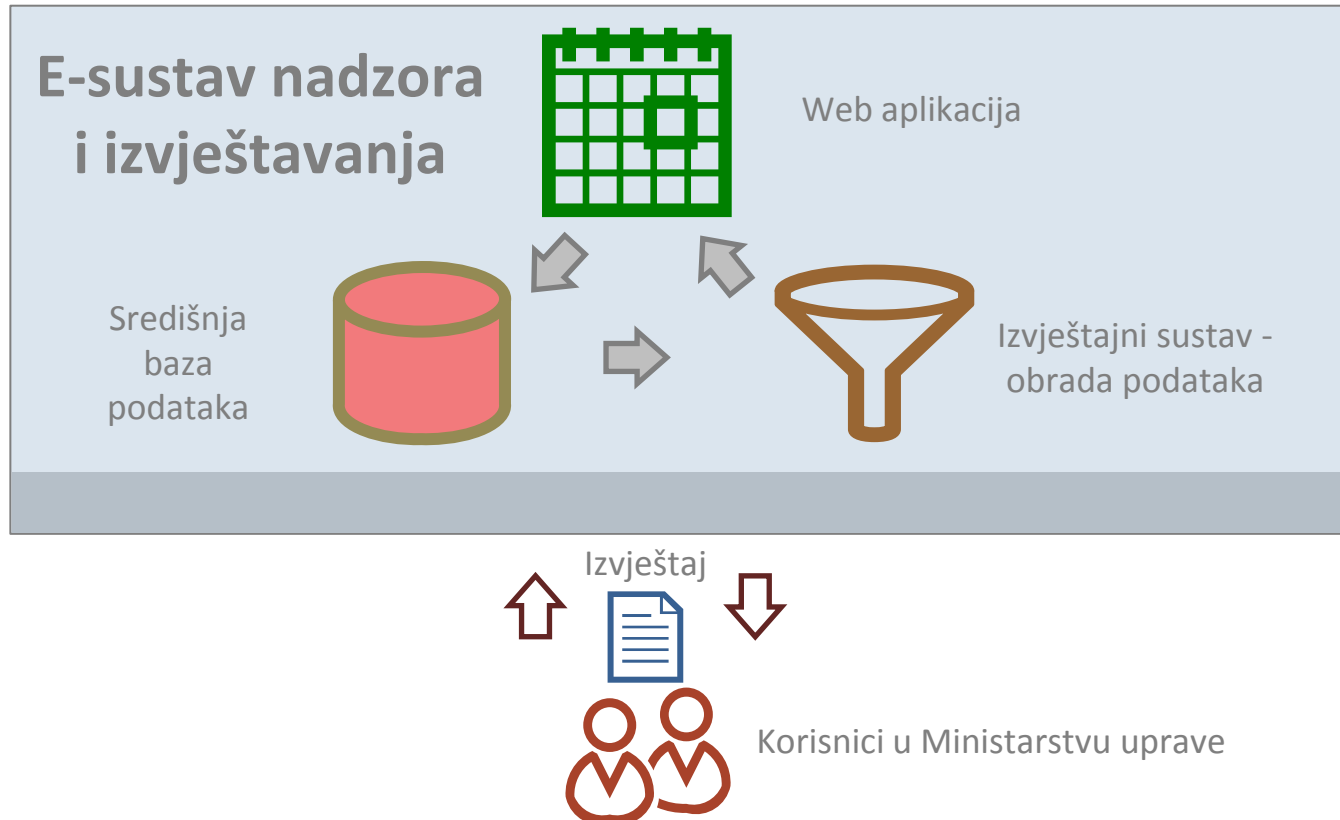 E-sustav nadzora
i izvještavanja
Web aplikacija
Središnja
baza
podataka
Izvještajni sustav -
obrada podataka
Izvještaj
Korisnici u Ministarstvu uprave